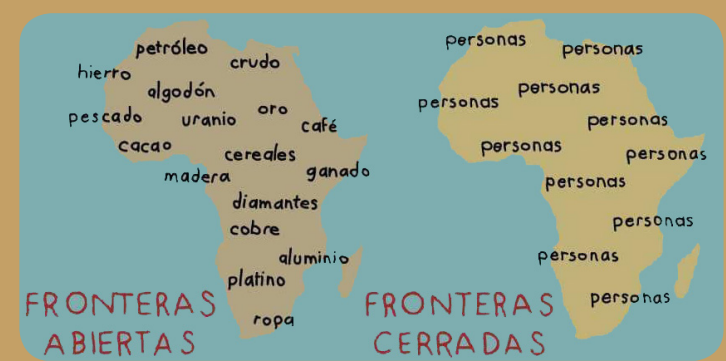 petróleo
crudo
hierro
algodón
oro
pescado
uranio
café
cacao
cereales
madera
ganado
diamantes
cobre
aluminio
platino
ropa
FRONTERAS
ABIERTAS
personas
personas
personas
personas
personas
personas
personas
personas
personas
personas
personas
FRONTERAS
CERRADAS